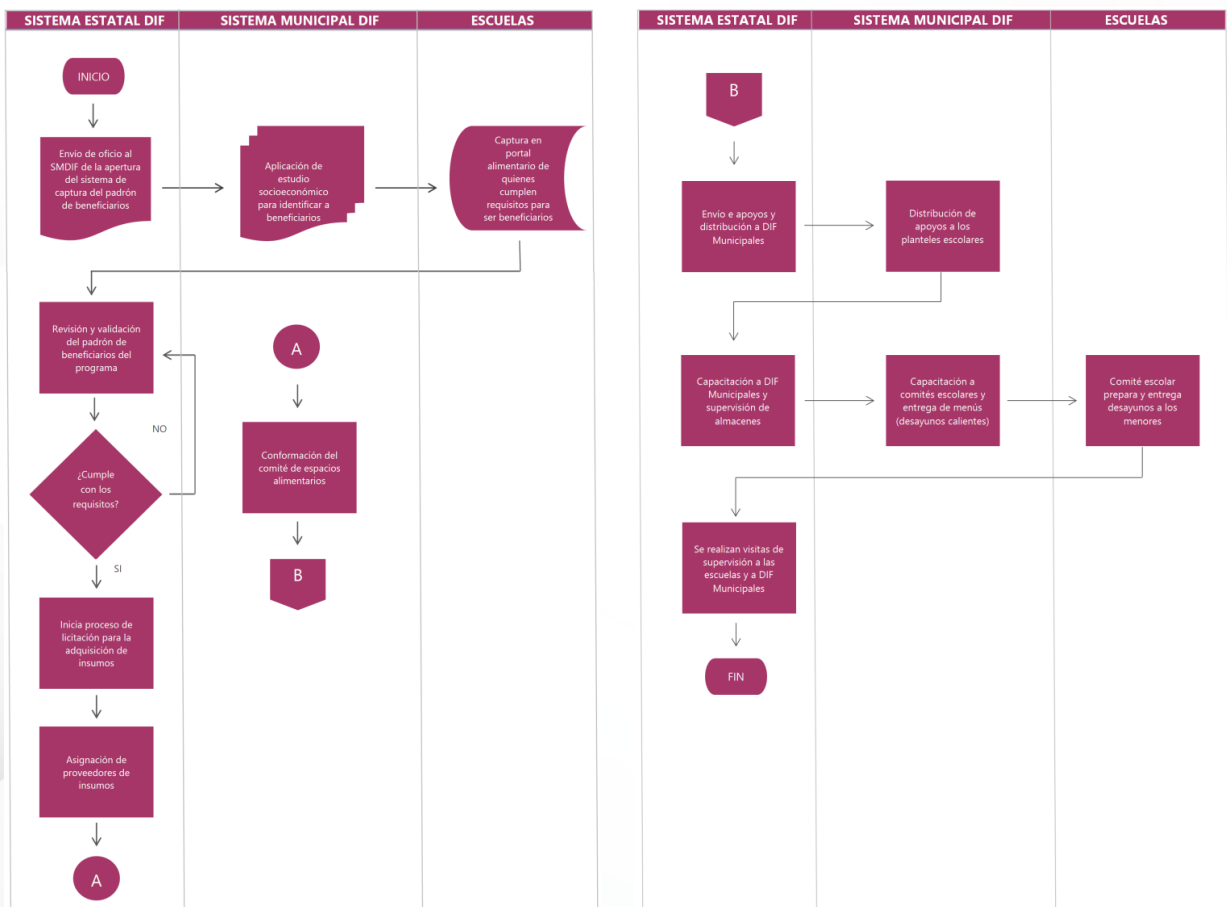 SISTEMA ESTATAL DIF
SISTEMA MUNICIPAL DIF
ESCUELAS
INICIO
Envío de oficio al
SMDIF de la apertura
del sistema de
captura del padrón
de beneficiarios
Aplicación de
estudio
socioeconómico
para identificar a
beneficiarios
Captura en
portal
alimentario de
quienes
cumplen
requisitos para
ser beneficiarios
Revisión y validación
del padrón de
beneficiarios del
programa
NO
¿Cumple
con los
requisitos?
SI
Inicia proceso de
licitación para la
adquisición de
insumos
Asignación de
proveedores de
insumos
A
A
Conformación del
comité de espacios
alimentarios
B
SISTEMA ESTATAL DIF
SISTEMA MUNICIPAL DIF
ESCUELAS
B
Envío e apoyos y
distribución a DIF
Municipales
Distribución de
apoyos a los
planteles escolares
Capacitación a DIF
Municipales y
supervisión de
almacenes
Capacitación a
comités escolares y
entrega de menús
(desayunos calientes)
Comité escolar
prepara y entrega
desayunos a los
menores
Se realizan visitas de
supervisión a las
escuelas y a DIF
Municipales
FIN